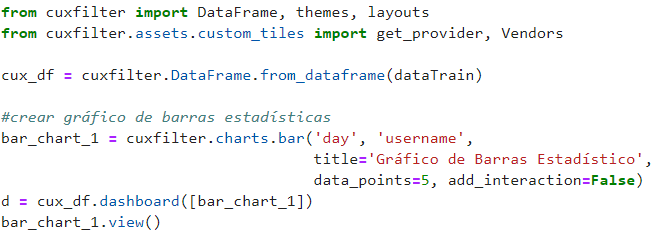 from cuxfilter import DataFrame, themes, layouts
from cuxfilter.assets.custom_tiles import get_provider, Vendors
cux_df = cuxfilter.DataFrame.from_dataframe(dataTrain)
#crear gráfico de barras estadísticas
bar_chart_1 = cuxfilter.charts.bar('day', 'username',
title='Gráfico de Barras Estadístico',
data_points=5, add_interaction=False)
d = cux_df.dashboard([bar_chart_1])
bar_chart_1.view()